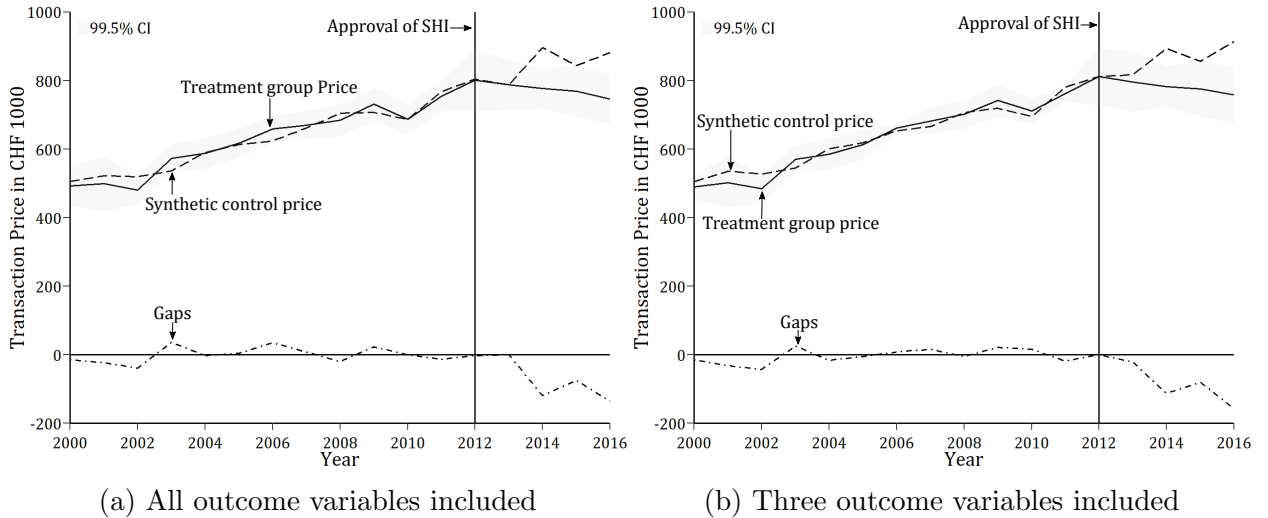 99.5% CI
Approval of SHI
Treatment group Price
Synthetic control price
Gaps
Transaction Price in CHF 1000
1000
800
600
400
200
0
-200
2000 2002 2004 2006 2008 2010 2012 2014 2016
Year
(a) All outcome variables included
99.5% CI
Approval of SHI
Synthetic control price
Treatment group price
Gaps
Transaction Price in CHF 1000
1000
800
600
400
200
0
-200
2000 2002 2004 2006 2008 2010 2012 2014 2016
Year
(b) Three outcome variables included